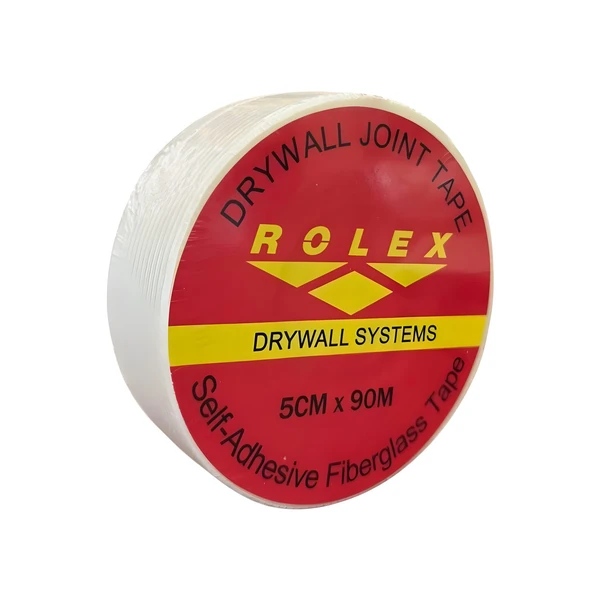 DRYWALL JOINT TAPE
ROLEX
DRYWALL SYSTEMS
5CM x 90M
Self-Adhesive Fiberglass Tape